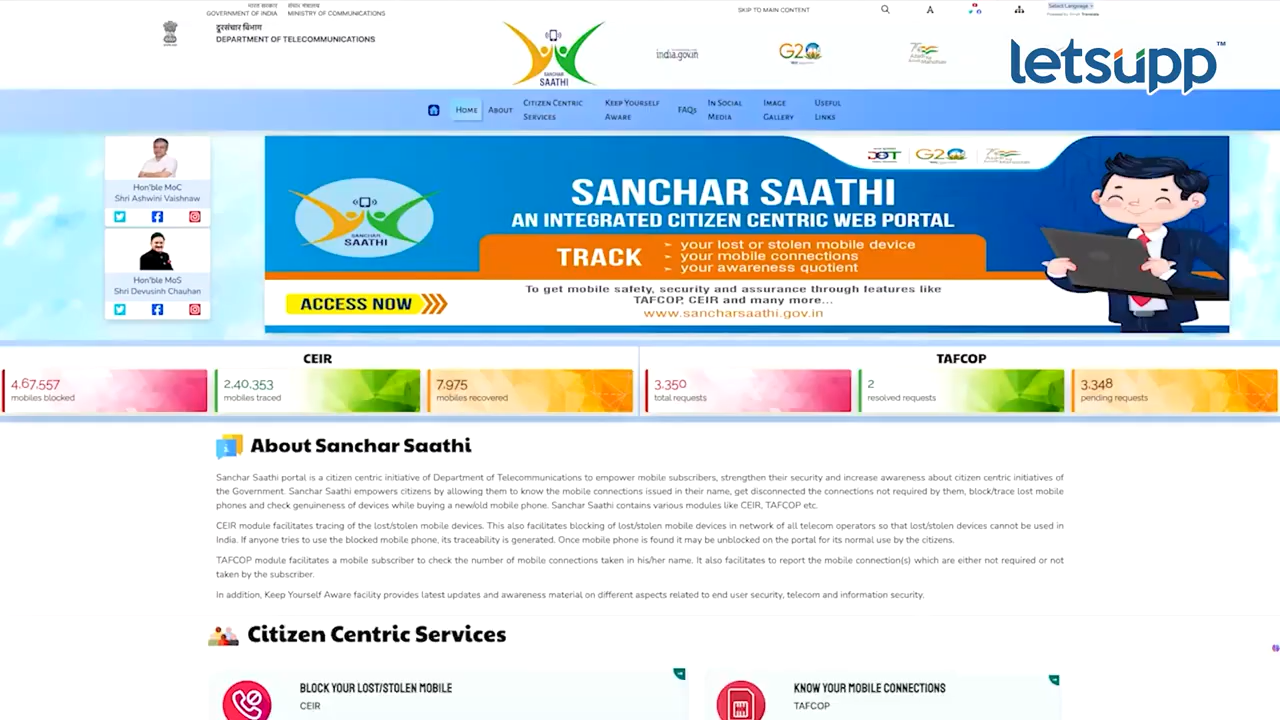 भारत सरकार संचार मंत्रालय
GOVERNMENT OF INDIA MINISTRY OF COMMUNICATIONS
दूरसंचार विभाग
DEPARTMENT OF TELECOMMUNICATIONS
SANCHAR
SAATHI
SKIP TO MAIN CONTENT
A
Select Language
india.gov.in
G20
letsupp™
HOME
ABOUT
CITIZEN CENTRIC
SERVICES
KEEP YOURSELF
AWARE
FAQs
IN SOCIAL
MEDIA
IMAGE
GALLERY
USEFUL
LINKS
Hon'ble MoC
Shri Ashwini Vaishnaw
Hon'ble MoS
Shri Devusinh Chauhan
DOT
G20
SANCHAR
SAATHI
SANCHAR SAATHI
AN INTEGRATED CITIZEN CENTRIC WEB PORTAL
TRACK
➢ your lost or stolen mobile device
➢ your mobile connections
➢ your awareness quotient
ACCESS NOW
To get mobile safety, security and assurance through features like
TAFCOP, CEIR and many more...
www.sancharsaathi.gov.in
CEIR
4,67,557
mobiles blocked
2,40,353
mobiles traced
7,975
mobiles recovered
TAFCOP
3,350
total requests
2
resolved requests
3,348
pending requests
About Sanchar Saathi
Sanchar Saathi portal is a citizen centric initiative of Department of Telecommunications to empower mobile subscribers, strengthen their security and increase awareness about citizen centric initiatives of
the Government. Sanchar Saathi empowers citizens by allowing them to know the mobile connections issued in their name, get disconnected the connections not required by them, block/trace lost mobile
phones and check genuineness of devices while buying a new/old mobile phone. Sanchar Saathi contains various modules like CEIR, TAFCOP etc.
CEIR module facilitates tracing of the lost/stolen mobile devices. This also facilitates blocking of lost/stolen mobile devices in network of all telecom operators so that lost/stolen devices cannot be used in
India. If anyone tries to use the blocked mobile phone, its traceability is generated. Once mobile phone is found it may be unblocked on the portal for its normal use by the citizens.
TAFCOP module facilitates a mobile subscriber to check the number of mobile connections taken in his/her name. It also facilitates to report the mobile connection(s) which are either not required or not
taken by the subscriber.
In addition, Keep Yourself Aware facility provides latest updates and awareness material on different aspects related to end user security, telecom and information security.
Citizen Centric Services
BLOCK YOUR LOST/STOLEN MOBILE
CEIR
KNOW YOUR MOBILE CONNECTIONS
TAFCOP